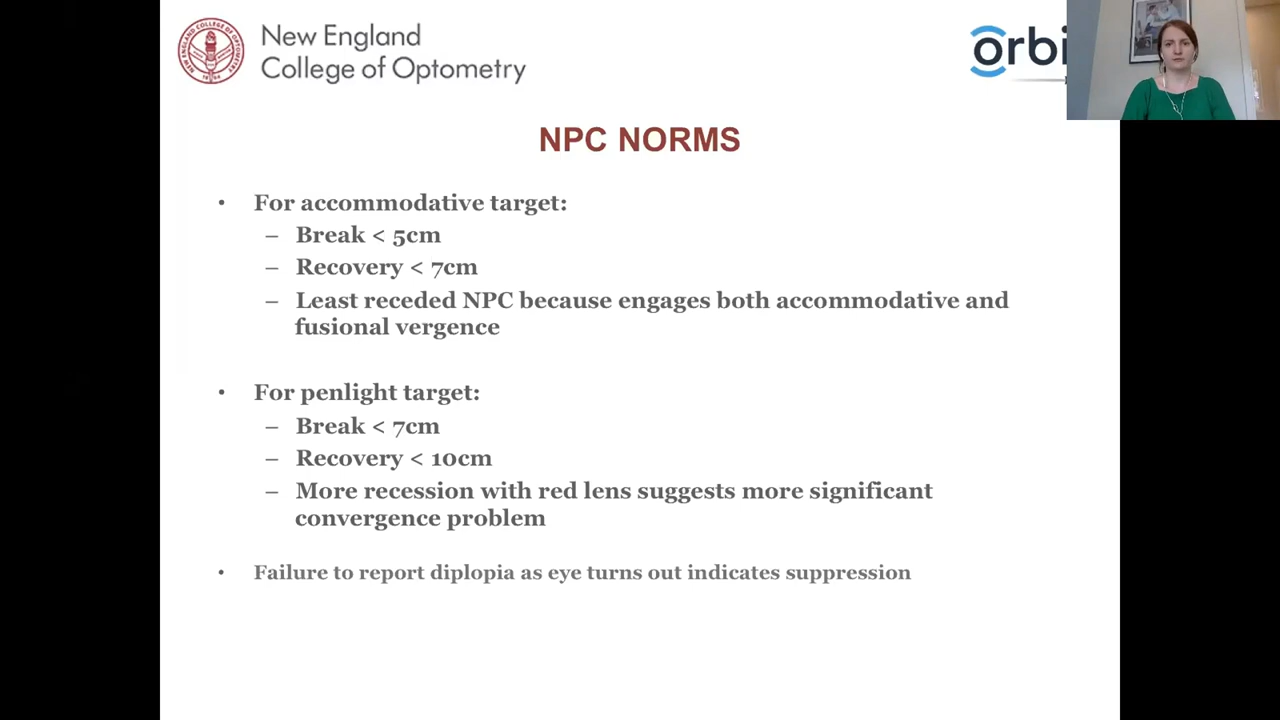 New England
College of Optometry
orbi
NPC NORMS
• For accommodative target:
– Break < 5cm
– Recovery < 7cm
– Least receded NPC because engages both accommodative and
fusional vergence
• For penlight target:
– Break < 7cm
– Recovery < 10cm
– More recession with red lens suggests more significant
convergence problem
• Failure to report diplopia as eye turns out indicates suppression